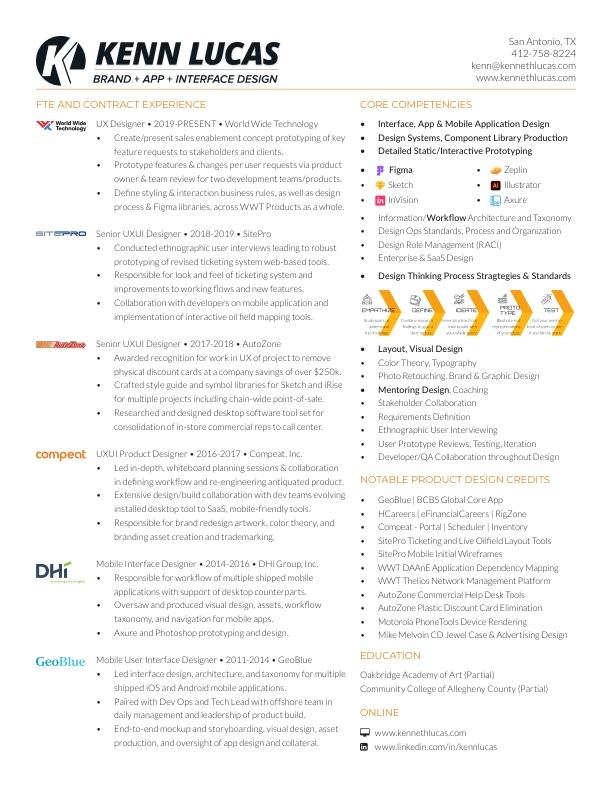 KENN LUCAS
BRAND + APP + INTERFACE DESIGN
San Antonio, TX
412-758-8224
kenn@kennethlucas.com
www.kennethlucas.com
FTE AND CONTRACT EXPERIENCE
World Wide
Technology
UX Designer • 2019-PRESENT • World Wide Technology
• Create/present sales enablement concept prototyping of key
feature requests to stakeholders and clients.
• Prototype features & changes per user requests via product
owner & team review for two development teams/products.
• Define styling & interaction business rules, as well as design
process & Figma libraries, across WWT Products as a whole.
SITEPRO
Senior UXUI Designer • 2018-2019 • SitePro
• Conducted ethnographic user interviews leading to robust
prototyping of revised ticketing system web-based tools.
• Responsible for look and feel of ticketing system and
improvements to working flows and new features.
• Collaboration with developers on mobile application and
implementation of interactive oil field mapping tools.
AutoZone
Senior UXUI Designer • 2017-2018 • AutoZone
• Awarded recognition for work in UX of project to remove
physical discount cards at a company savings of over $250k.
• Crafted style guide and symbol libraries for Sketch and iRise
for multiple projects including chain-wide point-of-sale.
• Researched and designed desktop software tool set for
consolidation of in-store commercial reps to call center.
compeat
UXUI Product Designer • 2016-2017 • Compeat, Inc.
• Led in-depth, whiteboard planning sessions & collaboration
in defining workflow and re-engineering antiquated product.
• Extensive design/build collaboration with dev teams evolving
installed desktop tool to SaaS, mobile-friendly tools.
• Responsible for brand redesign artwork, color theory, and
branding asset creation and trademarking.
DHi
Mobile Interface Designer • 2014-2016 • DHi Group, Inc.
• Responsible for workflow of multiple shipped mobile
applications with support of desktop counterparts.
• Oversaw and produced visual design, assets, workflow
taxonomy, and navigation for mobile apps.
• Axure and Photoshop prototyping and design.
GeoBlue
Mobile User Interface Designer • 2011-2014 • GeoBlue
• Led interface design, architecture, and taxonomy for multiple
shipped iOS and Android mobile applications.
• Paired with Dev Ops and Tech Lead with offshore team in
daily management and leadership of product build.
• End-to-end mockup and storyboarding, visual design, asset
production, and oversight of app design and collateral.
CORE COMPETENCIES
• Interface, App & Mobile Application Design
• Design Systems, Component Library Production
• Detailed Static/Interactive Prototyping
• Figma • Zeplin
• Sketch • Ai Illustrator
• in InVision • Axure
• Information/Workflow Architecture and Taxonomy
• Design Ops Standards, Process and Organization
• Design Role Management (RACI)
• Enterprise & SaaS Design
• Design Thinking Process Stragtegies & Standards
EMPATHIZE DEFINE IDEATE PROTO TYPE TEST
• Layout, Visual Design
• Color Theory, Typography
• Photo Retouching, Brand & Graphic Design
• Mentoring Design, Coaching
• Stakeholder Collaboration
• Requirements Definition
• Ethnographic User Interviewing
• User Prototype Reviews, Testing, Iteration
• Developer/QA Collaboration throughout Design
NOTABLE PRODUCT DESIGN CREDITS
• GeoBlue | BCBS Global Core App
• HCareers | eFinancialCareers | RigZone
• Compeat - Portal | Scheduler | Inventory
• SitePro Ticketing and Live Oilfield Layout Tools
• SitePro Mobile Initial Wireframes
• WWT DAAnE Application Dependency Mapping
• WWT Thelios Network Management Platform
• AutoZone Commercial Help Desk Tools
• AutoZone Plastic Discount Card Elimination
• Motorola PhoneTools Device Rendering
• Mike Melvoin CD Jewel Case & Advertising Design
EDUCATION
Oakbridge Academy of Art (Partial)
Community College of Allegheny County (Partial)
ONLINE
www.kennethlucas.com
in www.linkedin.com/in/kennlucas